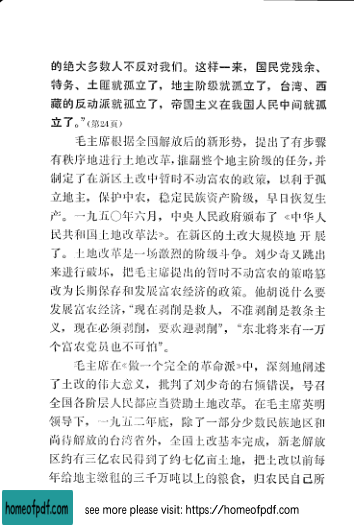 的绝大多数人不反对我们。这样一来，国民党残余、
特务、土匪就孤立了，地主阶级就孤立了，台湾、西
藏的反动派就孤立了，帝国主义在我国人民中间就孤
立了。”(第24页)
毛主席根据全国解放后的新形势，提出了有步骤
有秩序地进行土地改革，推翻整个地主阶级的任务，并
制定了在新区土改中暂时不动富农的政策，以利于孤
立地主，保护中农，稳定民族资产阶级，早日恢复生
产。一九五〇年六月，中央人民政府颁布了《中华人
民共和国土地改革法》。在新区的土改大规模地开展
了。土地改革是一场激烈的阶级斗争。刘少奇又跳出
来进行破坏，把毛主席提出的暂时不动富农的策略篡
改为长期保存和发展富农经济的政策。他胡说什么要
发展富农经济，“现在剥削是救人，不准剥削是教条主
义，现在必须剥削，要欢迎剥削”，“东北将来有一万
个富农党员也不可怕”。
毛主席在《做一个完全的革命派》中，深刻地阐述
了土改的伟大意义，批判了刘少奇的右倾错误，号召
全国各阶层人民都应当赞助土地改革。在毛主席英明
领导下，一九五二年底，除了一部分少数民族地区和
尚待解放的台湾省外，全国土改基本完成，新老解放
区约有三亿农民得到了约七亿亩土地，把土改以前每
年给地主缴租的三千万吨以上的粮食，归农民自己所
homeofpdf.com
see more please visit: https://homeofpdf.com